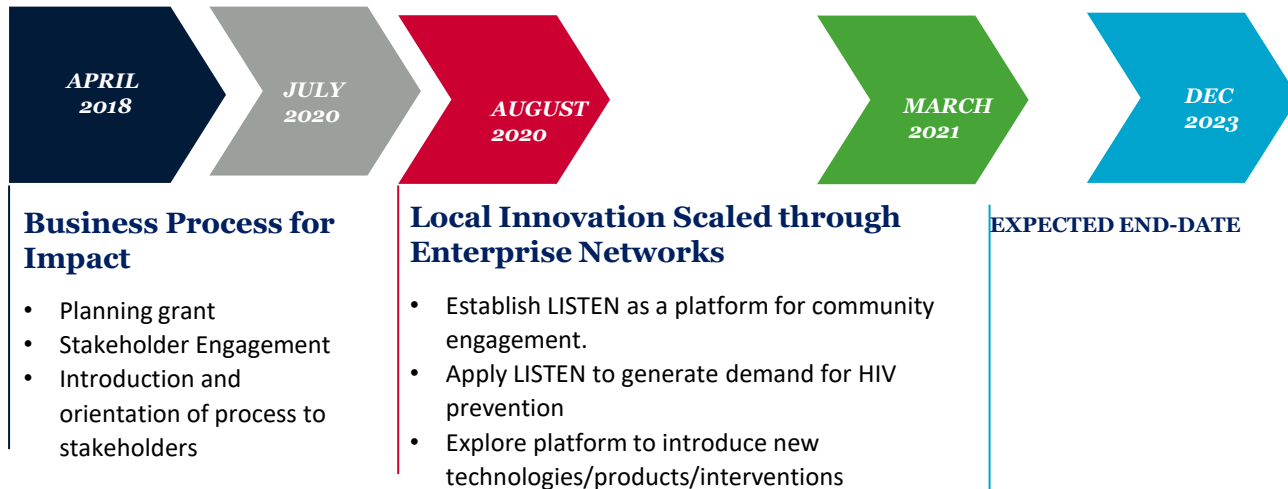 APRIL
2018
JULY
2020
AUGUST
2020
MARCH
2021
DEC
2023
Business Process for
Impact
• Planning grant
• Stakeholder Engagement
• Introduction and
orientation of process to
stakeholders
Local Innovation Scaled through
Enterprise Networks
• Establish LISTEN as a platform for community
engagement.
• Apply LISTEN to generate demand for HIV
prevention
• Explore platform to introduce new
technologies/products/interventions
EXPECTED END-DATE